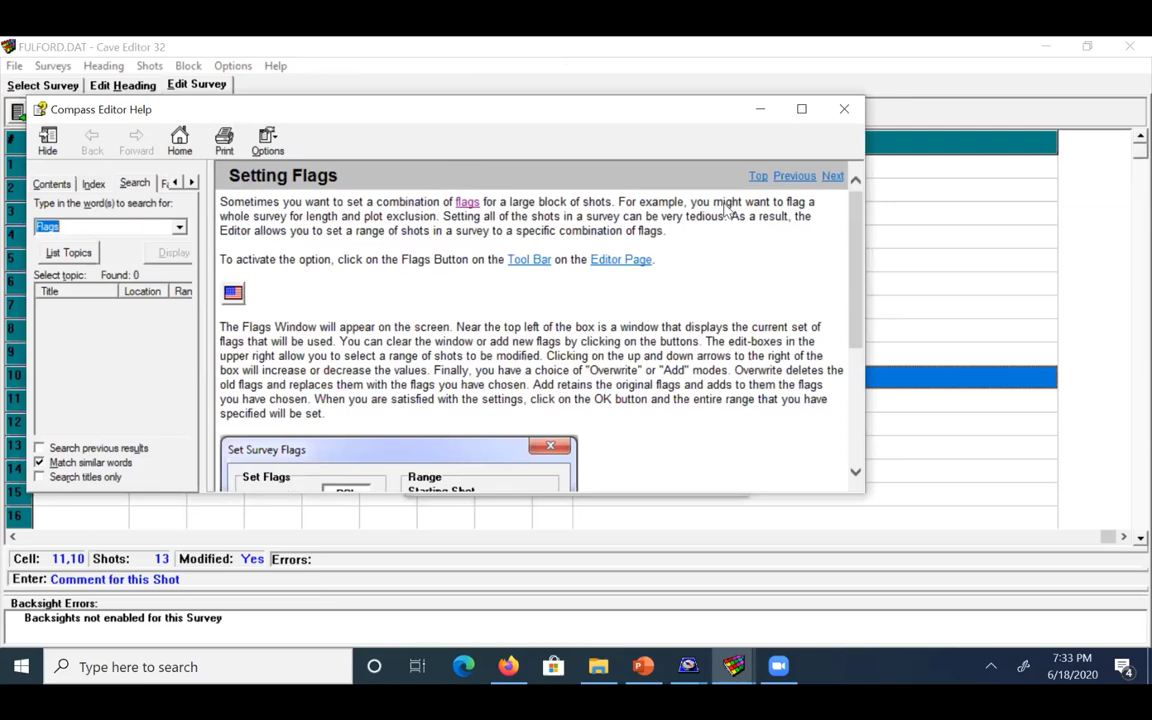 FULFORD.DAT - Cave Editor 32
File Surveys Heading Shots Block Options Help
Select Survey Edit Heading Edit Survey
Compass Editor Help
Hide Back Forward Home Print Options
Contents Index Search
Type in the word(s) to search for:
Flags
List Topics Display
Select topic: Found: 0
Title Location Ran
Search previous results
Match similar words
Search titles only
Setting Flags
Top Previous Next
Sometimes you want to set a combination of flags for a large block of shots. For example, you might want to flag a
whole survey for length and plot exclusion. Setting all of the shots in a survey can be very tedious. As a result, the
Editor allows you to set a range of shots in a survey to a specific combination of flags.
To activate the option, click on the Flags Button on the Tool Bar on the Editor Page.
The Flags Window will appear on the screen. Near the top left of the box is a window that displays the current set of
flags that will be used. You can clear the window or add new flags by clicking on the buttons. The edit-boxes in the
upper right allow you to select a range of shots to be modified. Clicking on the up and down arrows to the right of the
box will increase or decrease the values. Finally, you have a choice of "Overwrite" or "Add" modes. Overwrite deletes the
old flags and replaces them with the flags you have chosen. Add retains the original flags and adds to them the flags
you have chosen. When you are satisfied with the settings, click on the OK button and the entire range that you have
specified will be set.
Set Survey Flags
Set Flags Range
Starting Shot
#
1
2
3
4
5
6
7
8
9
10
11
12
13
14
15
16
Cell: 11,10 Shots: 13 Modified: Yes Errors:
Enter: Comment for this Shot
Backsight Errors:
Backsights not enabled for this Survey
Type here to search
7:33 PM
6/18/2020
4